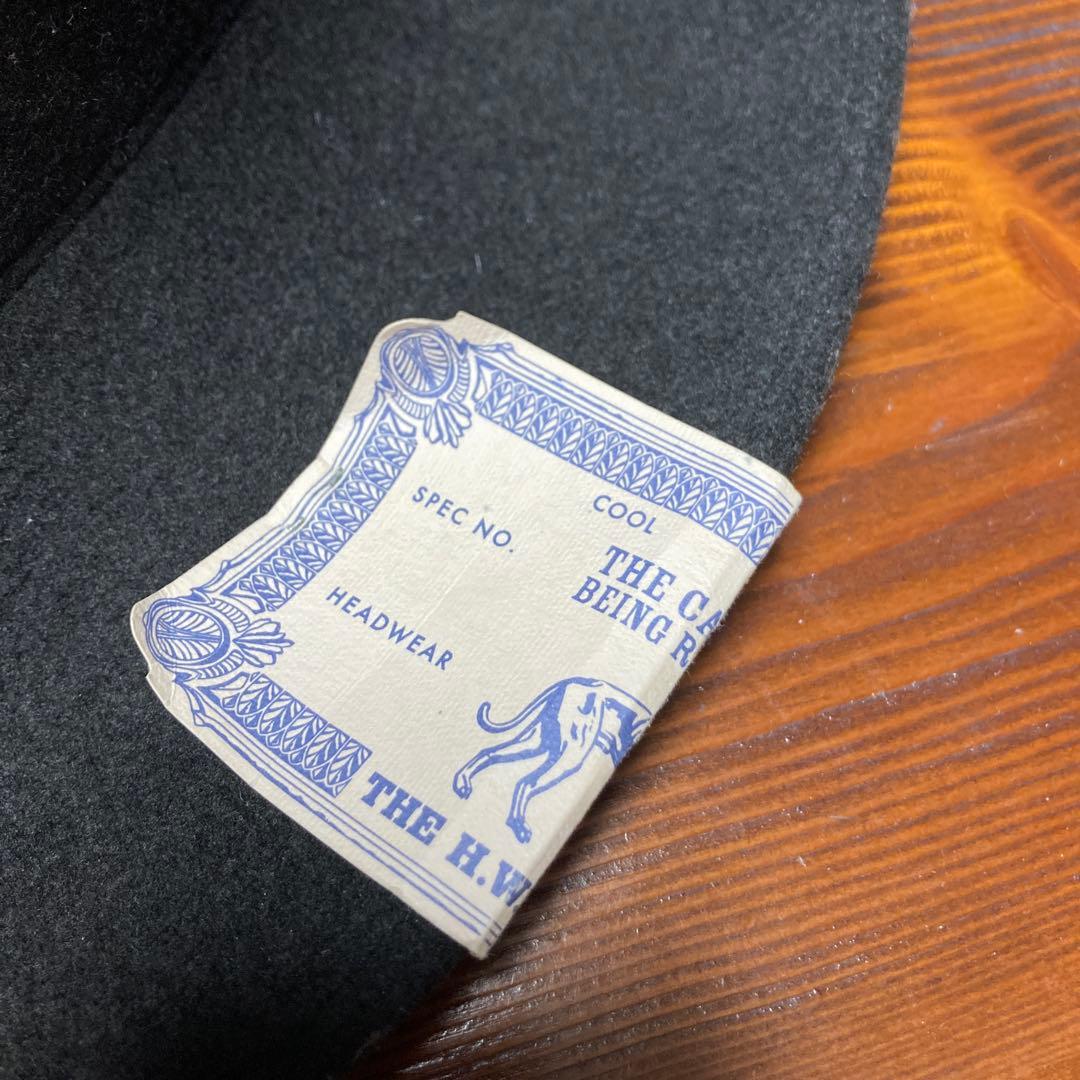 COOL
SPEC NO.
THE CA
BEING R
HEADWEAR
THE H.W